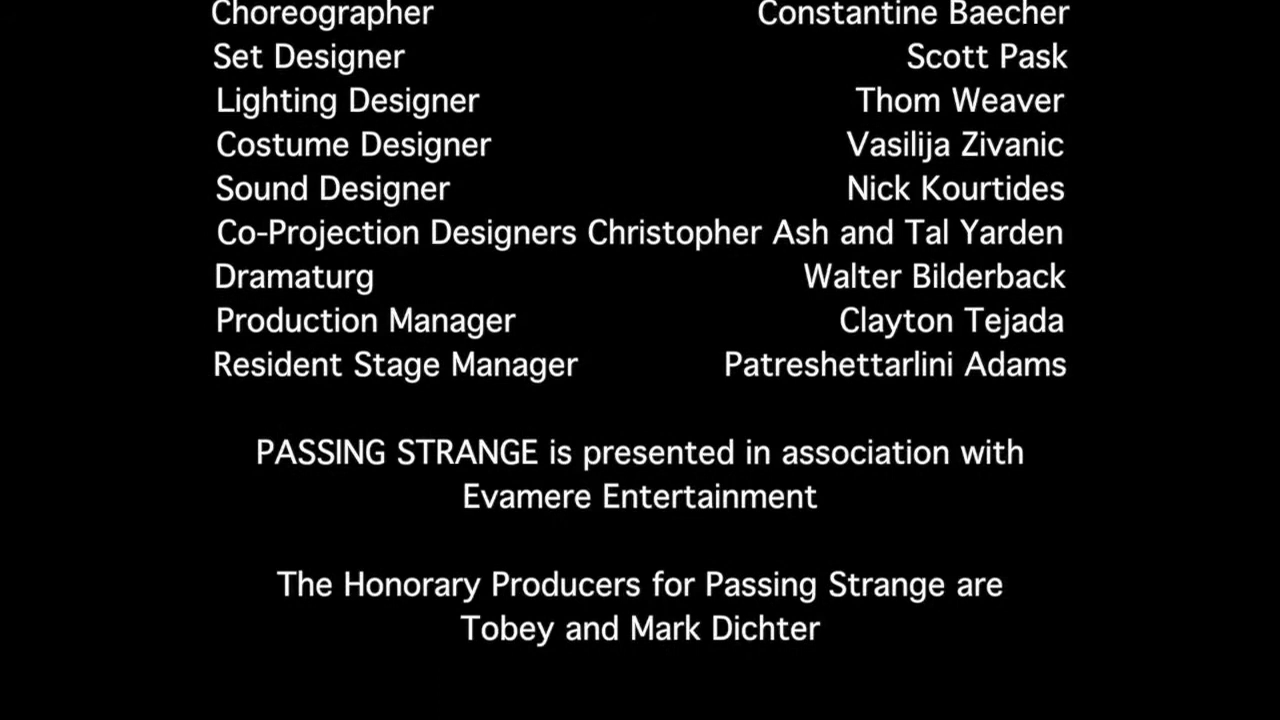 Choreographer Constantine Baecher
Set Designer Scott Pask
Lighting Designer Thom Weaver
Costume Designer Vasilija Zivanic
Sound Designer Nick Kourtides
Co-Projection Designers Christopher Ash and Tal Yarden
Dramaturg Walter Bilderback
Production Manager Clayton Tejada
Resident Stage Manager Patreshettarlini Adams
PASSING STRANGE is presented in association with
Evamere Entertainment
The Honorary Producers for Passing Strange are
Tobey and Mark Dichter